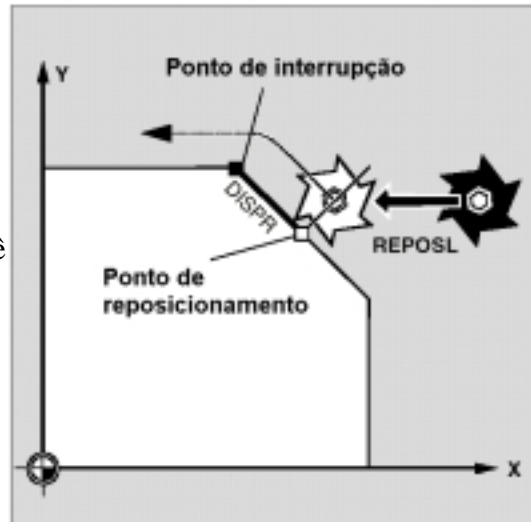 Y
Ponto de interrupção
DISPR
REPOSL
ê
Ponto de
reposicionamento
X